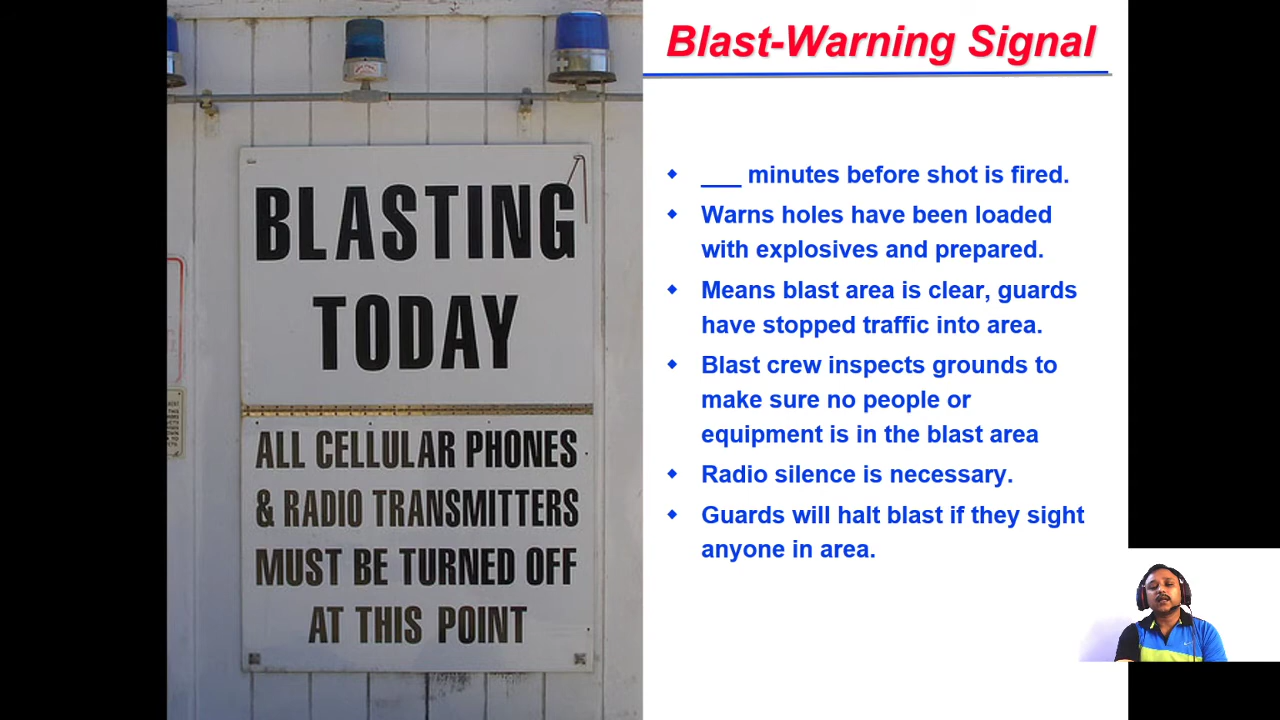 Blast-Warning Signal
BLASTING
TODAY
ALL CELLULAR PHONES
& RADIO TRANSMITTERS
MUST BE TURNED OFF
AT THIS POINT
___ minutes before shot is fired.
Warns holes have been loaded
with explosives and prepared.
Means blast area is clear, guards
have stopped traffic into area.
Blast crew inspects grounds to
make sure no people or
equipment is in the blast area
Radio silence is necessary.
Guards will halt blast if they sight
anyone in area.